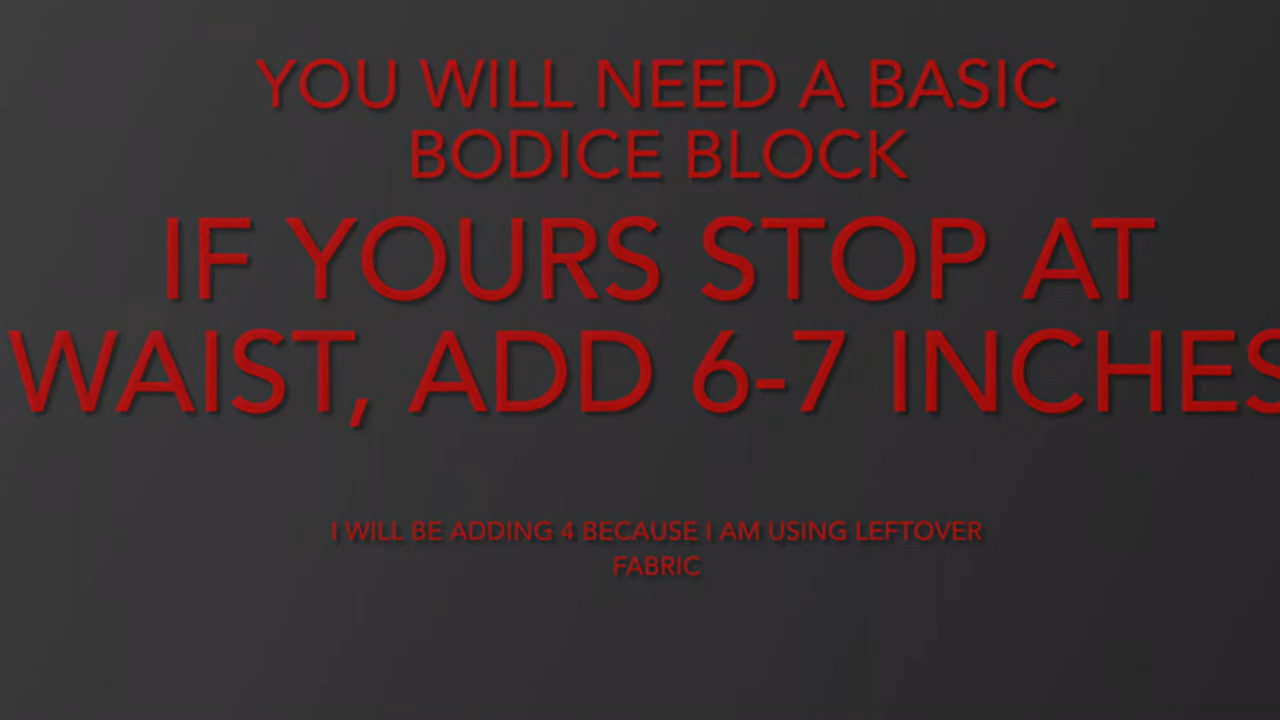 YOU WILL NEED A BASIC
BODICE BLOCK
IF YOURS STOP AT
WAIST, ADD 6-7 INCHES
I WILL BE ADDING 4 BECAUSE I AM USING LEFTOVER
FABRIC